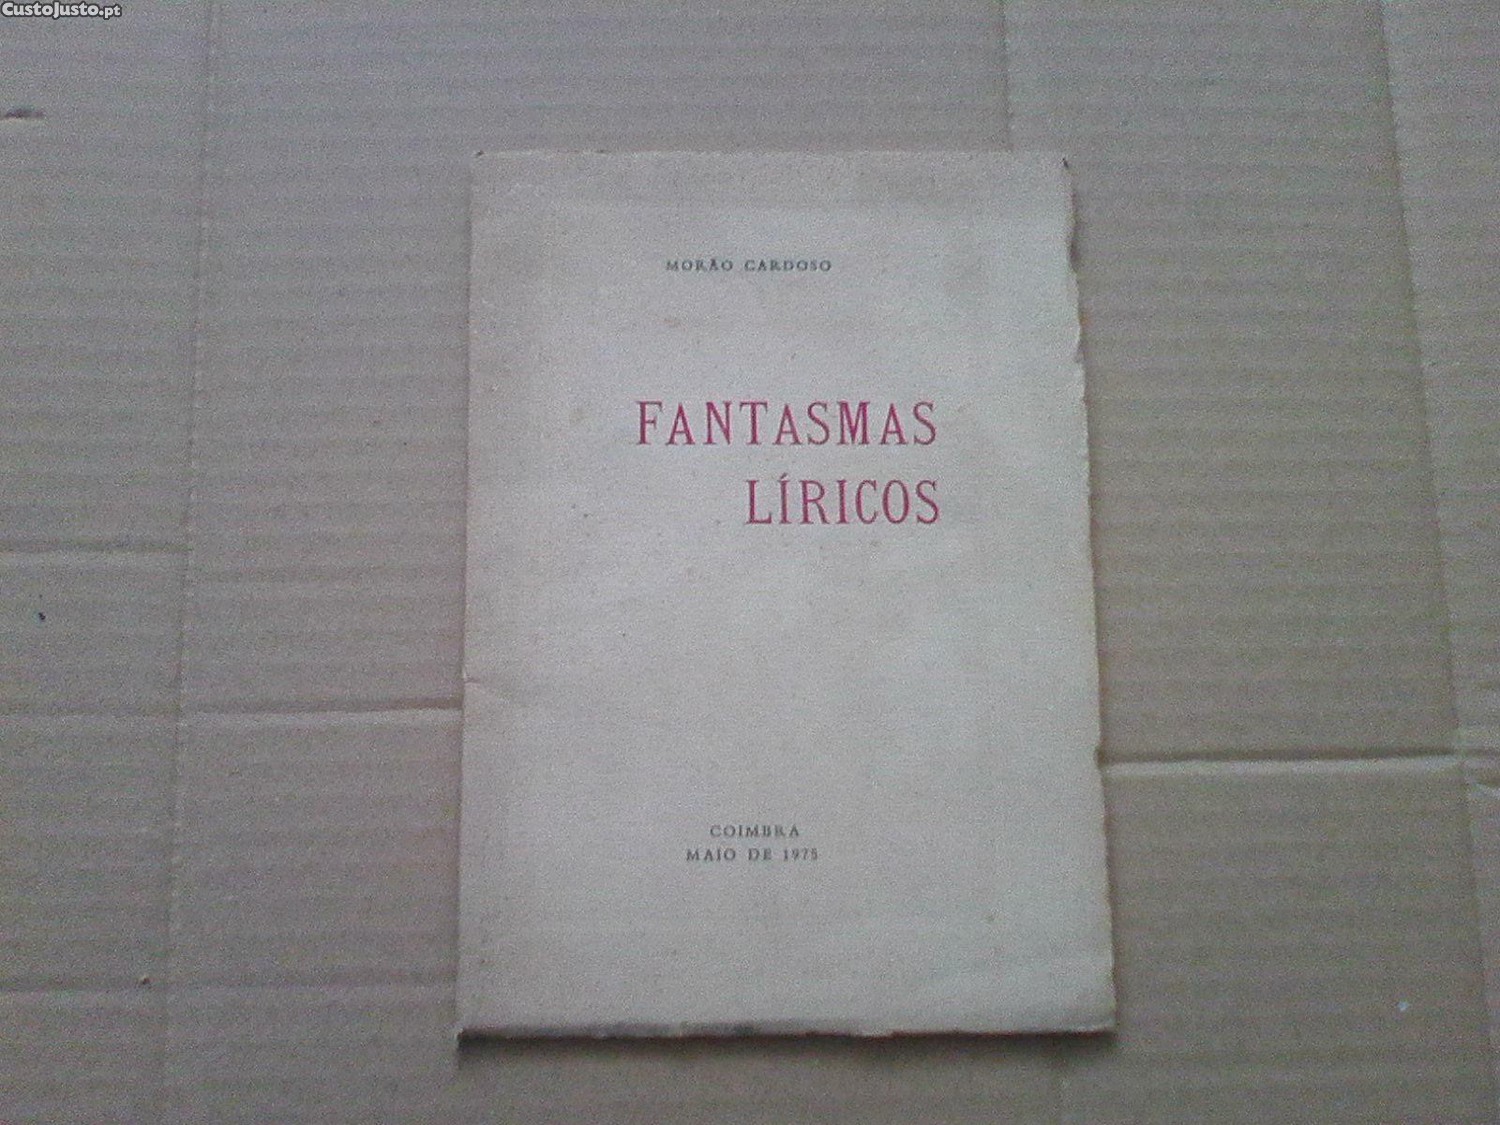 CustoJusto.pt
MORÃO CARDOSO
FANTASMAS
LÍRICOS
COIMBRA
MAIO DE 1975